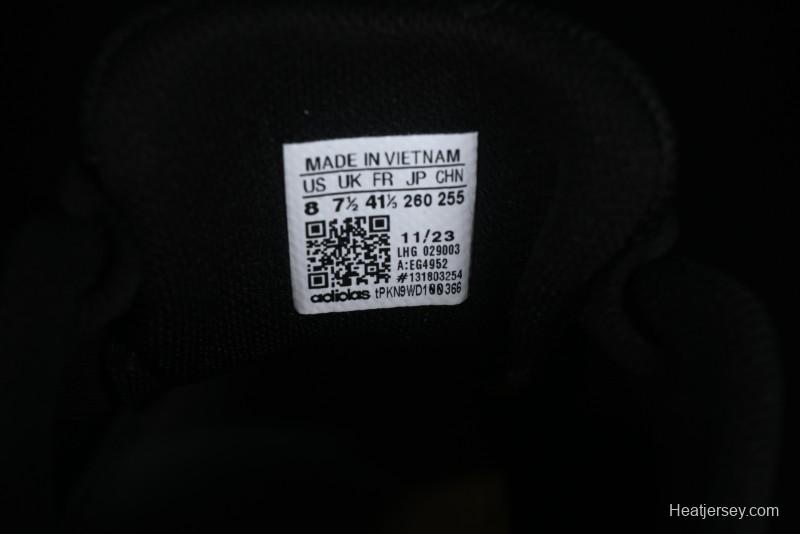 MADE IN VIETNAM
US UK FR JP CHN
8 7½ 41⅓ 260 255
11/23
LHG 029003
A:EG4952
#131803254
adidas tPKN9WD100366
Heatjersey.com